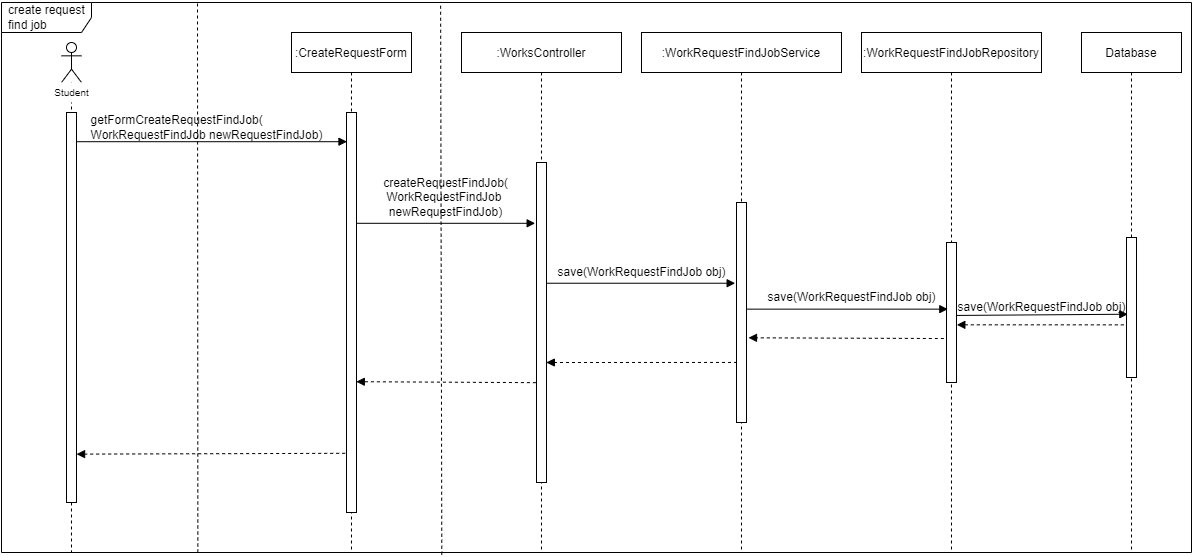 create request
find job
Student
:CreateRequestForm
:WorksController
:WorkRequestFindJobService
:WorkRequestFindJobRepository
Database
getFormCreateRequestFindJob(
WorkRequestFindJob newRequestFindJob)
createRequestFindJob(
WorkRequestFindJob
newRequestFindJob)
save(WorkRequestFindJob obj)
save(WorkRequestFindJob obj)
save(WorkRequestFindJob obj)